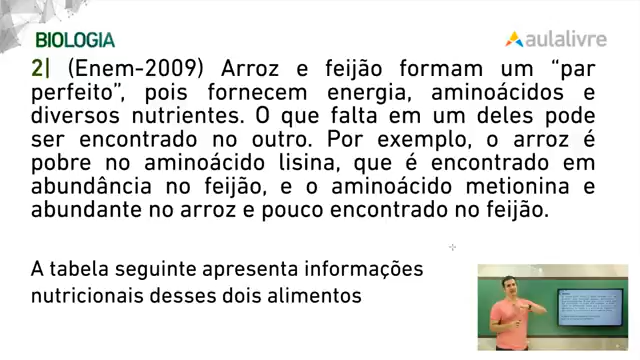 BIOLOGIA
aulalivre
2| (Enem-2009) Arroz e feijão formam um “par
perfeito”, pois fornecem energia, aminoácidos e
diversos nutrientes. O que falta em um deles pode
ser encontrado no outro. Por exemplo, o arroz é
pobre no aminoácido lisina, que é encontrado em
abundância no feijão, e o aminoácido metionina e
abundante no arroz e pouco encontrado no feijão.
A tabela seguinte apresenta informações
nutricionais desses dois alimentos